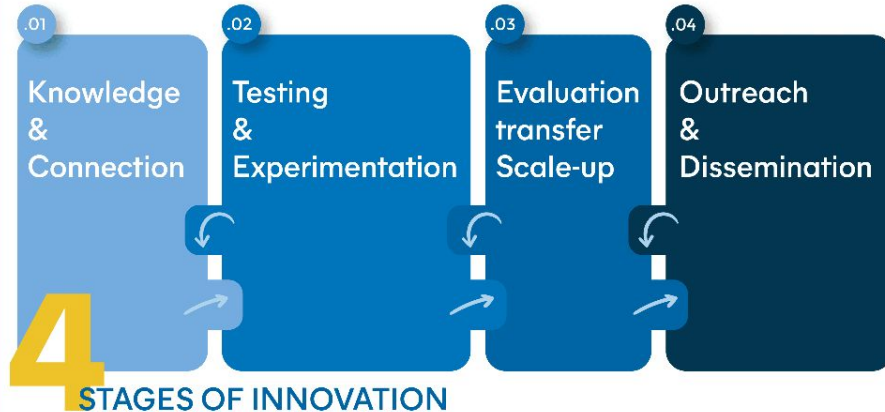 .01
Knowledge
&
Connection
.02
Testing
&
Experimentation
.03
Evaluation
transfer
Scale-up
.04
Outreach
&
Dissemination
4
STAGES OF INNOVATION